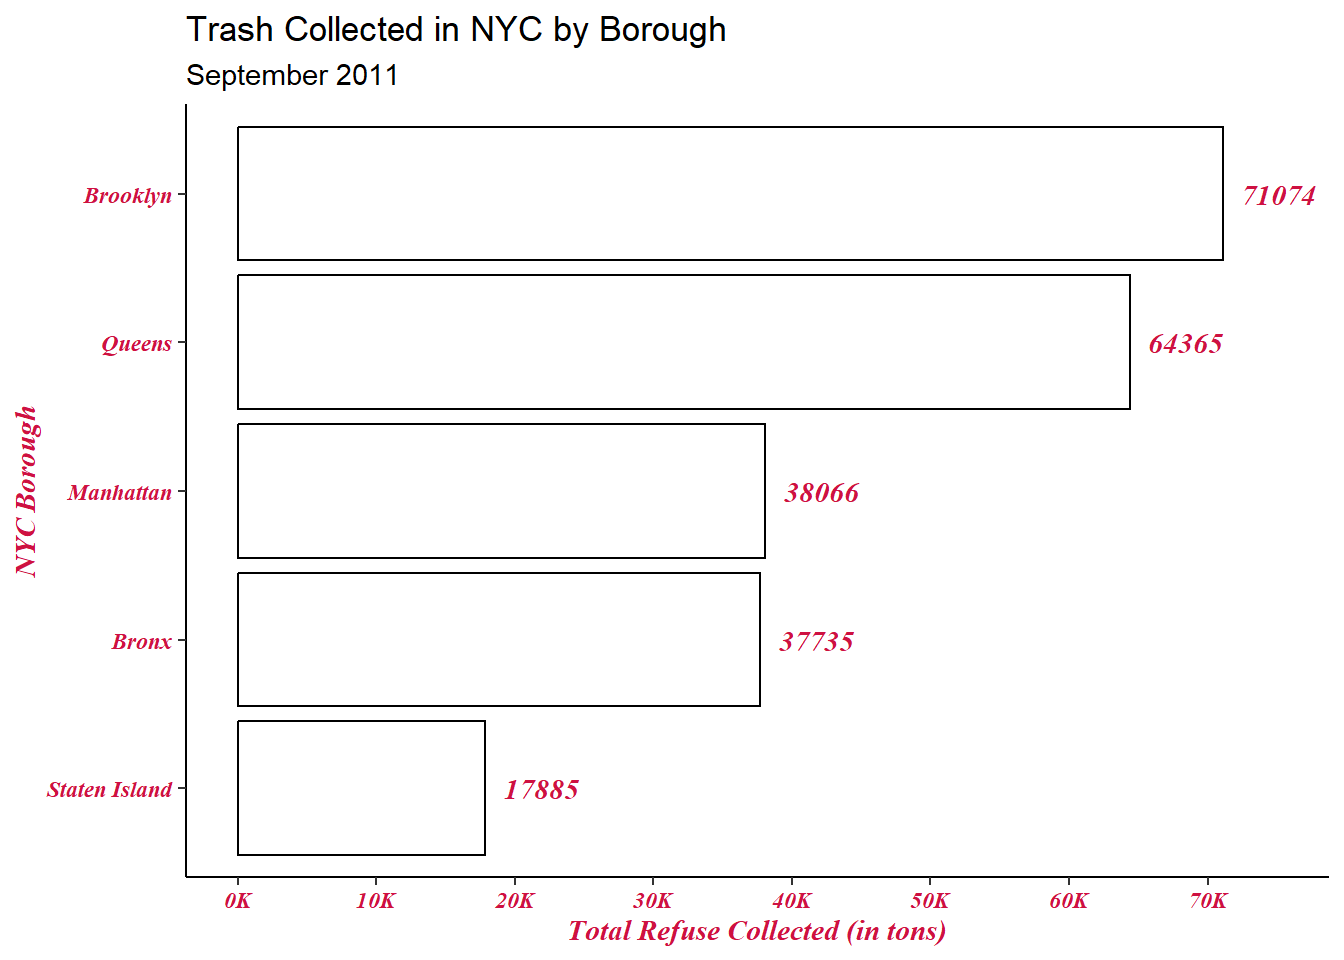 Trash Collected in NYC by Borough
September 2011
Brooklyn
71074
Queens
64365
NYC Borough
Manhattan
38066
Bronx
37735
Staten Island
17885
0K 10K 20K 30K 40K 50K 60K 70K
Total Refuse Collected (in tons)